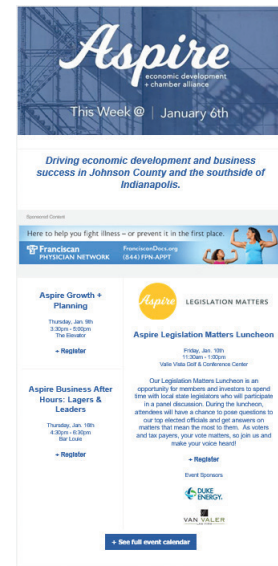 Aspire
economic development
+ chamber alliance
This Week @ | January 6th
Driving economic development and business
success in Johnson County and the southside of
Indianapolis.
Sponsored Content
Here to help you fight illness – or prevent it in the first place.
Franciscan
PHYSICIAN NETWORK
FranciscanDocs.org
(844) FPN-APPT
Aspire Growth +
Planning
Thursday, Jan. 9th
3:30pm - 5:00pm
The Elevator
+ Register
Aspire Business After
Hours: Lagers &
Leaders
Thursday, Jan. 16th
4:30pm - 6:30pm
Bar Louie
+ Register
Aspire
LEGISLATION MATTERS
Aspire Legislation Matters Luncheon
Friday, Jan. 10th
11:30am - 1:00pm
Valle Vista Golf & Conference Center
Our Legislation Matters Luncheon is an
opportunity for members and investors to spend
time with local state legislators who will participate
in a panel discussion. During the luncheon,
attendees will have a chance to pose questions to
our top elected officials and get answers on
matters that mean the most to them. As voters
and tax payers, your vote matters, so join us and
make your voice heard!
+ Register
Event Sponsors
DUKE
ENERGY.
VAN VALER
+ See full event calendar